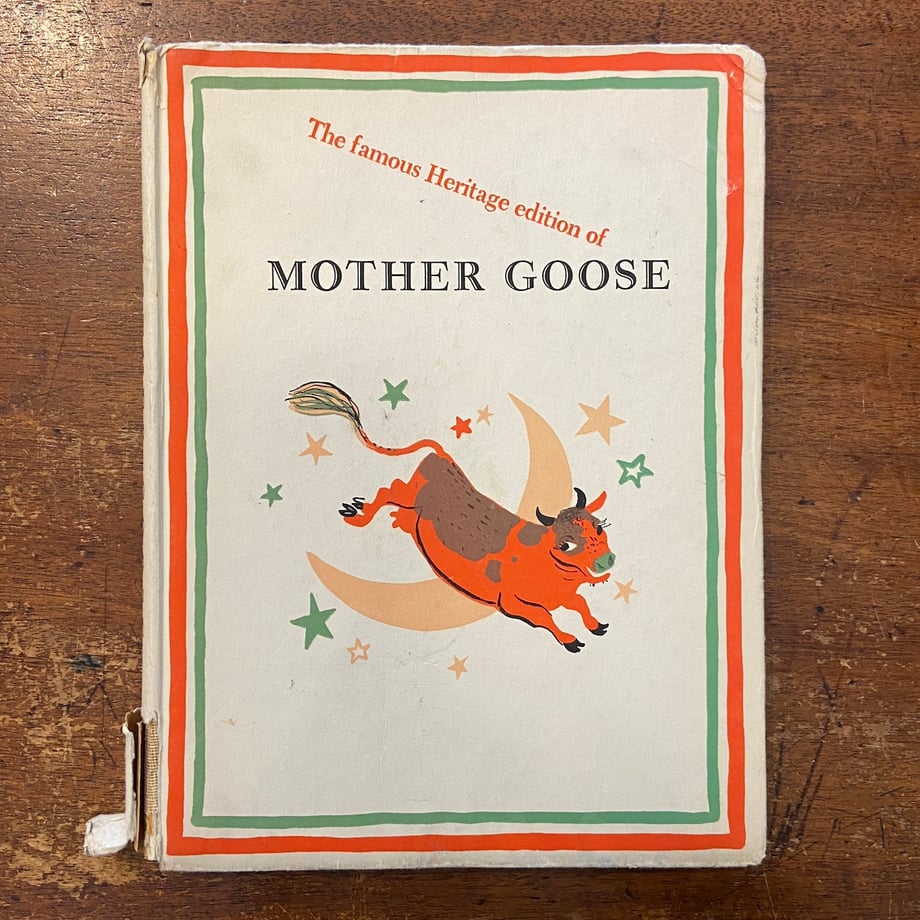 The famous Heritage edition of
MOTHER GOOSE